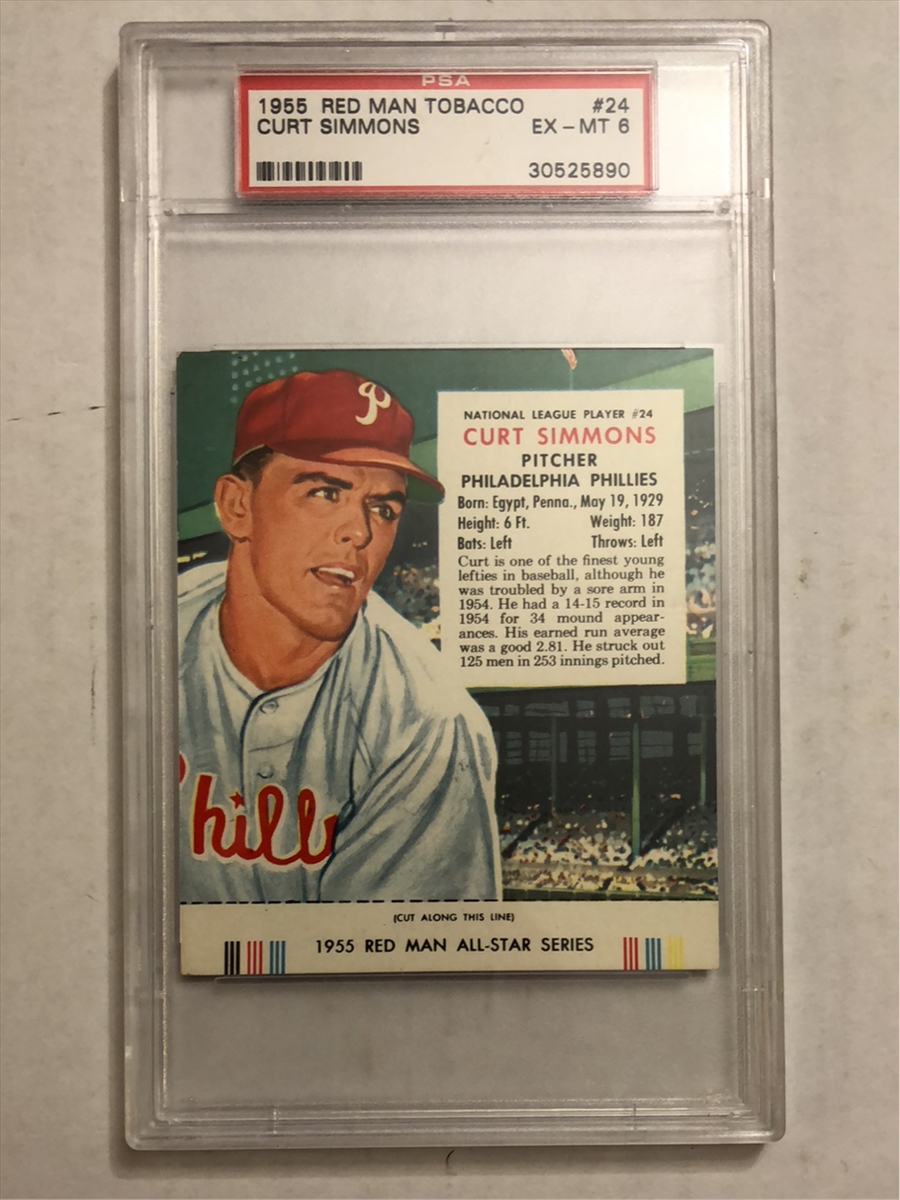 PSA
1955 RED MAN TOBACCO #24
CURT SIMMONS EX - MT 6
30525890
P
NATIONAL LEAGUE PLAYER #24
CURT SIMMONS
PITCHER
PHILADELPHIA PHILLIES
Born: Egypt, Penna., May 19, 1929
Height: 6 Ft. Weight: 187
Bats: Left Throws: Left
Curt is one of the finest young
lefties in baseball, although he
was troubled by a sore arm in
1954. He had a 14-15 record in
1954 for 34 mound appear-
ances. His earned run average
was a good 2.81. He struck out
125 men in 253 innings pitched.
hill
(CUT ALONG THIS LINE)
1955 RED MAN ALL-STAR SERIES